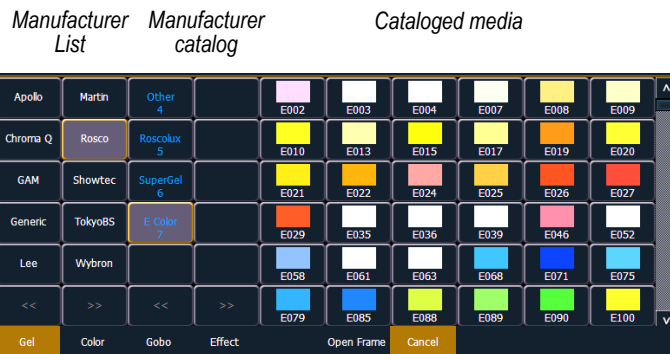 Manufacturer List
Manufacturer catalog
Cataloged media
Apollo Martin Other 4 E002 E003 E004 E007 E008 E009
Chroma Q Rosco Roscolux 5 E010 E013 E015 E017 E019 E020
GAM Showtec SuperGel 6 E021 E022 E024 E025 E026 E027
Generic TokyoBS E Color 7 E029 E035 E036 E039 E046 E052
Lee Wybron E058 E061 E063 E068 E071 E075
<< >> << >> E079 E085 E088 E089 E090 E100
Gel Color Gobo Effect Open Frame Cancel